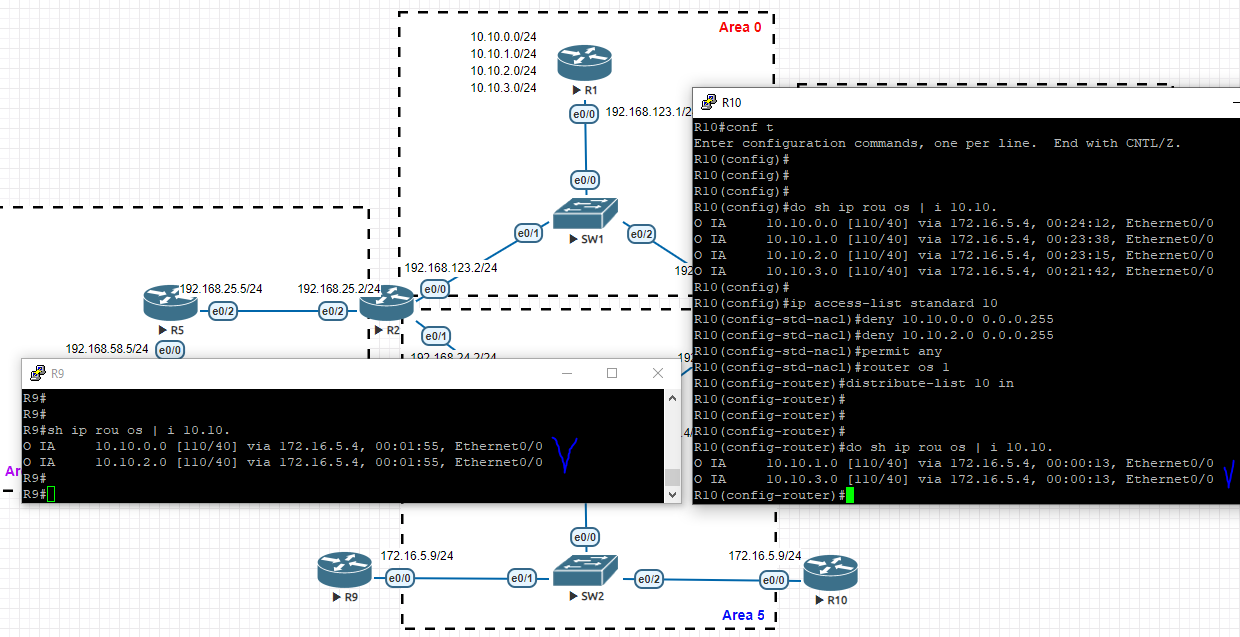 Area 0
10.10.0.0/24
10.10.1.0/24
10.10.2.0/24
10.10.3.0/24
R1
e0/0
192.168.123.1/2
e0/0
SW1
e0/1
e0/2
192.168.123.2/24
192
e0/0
192.168.25.5/24
192.168.25.2/24
e0/2
e0/2
R5
R2
e0/1
192.168.24.2/24
192
192.168.58.5/24
e0/0
Ar
.4/
R9
R9#
R9#
R9#sh ip rou os | i 10.10.
O IA     10.10.0.0 [110/40] via 172.16.5.4, 00:01:55, Ethernet0/0
O IA     10.10.2.0 [110/40] via 172.16.5.4, 00:01:55, Ethernet0/0
R9#
R9#
R10
R10#conf t
Enter configuration commands, one per line.  End with CNTL/Z.
R10(config)#
R10(config)#
R10(config)#
R10(config)#do sh ip rou os | i 10.10.
O IA     10.10.0.0 [110/40] via 172.16.5.4, 00:24:12, Ethernet0/0
O IA     10.10.1.0 [110/40] via 172.16.5.4, 00:23:38, Ethernet0/0
O IA     10.10.2.0 [110/40] via 172.16.5.4, 00:23:15, Ethernet0/0
O IA     10.10.3.0 [110/40] via 172.16.5.4, 00:21:42, Ethernet0/0
R10(config)#
R10(config)#ip access-list standard 10
R10(config-std-nacl)#deny 10.10.0.0 0.0.0.255
R10(config-std-nacl)#deny 10.10.2.0 0.0.0.255
R10(config-std-nacl)#permit any
R10(config-std-nacl)#router os 1
R10(config-router)#distribute-list 10 in
R10(config-router)#
R10(config-router)#
R10(config-router)#
R10(config-router)#do sh ip rou os | i 10.10.
O IA     10.10.1.0 [110/40] via 172.16.5.4, 00:00:13, Ethernet0/0
O IA     10.10.3.0 [110/40] via 172.16.5.4, 00:00:13, Ethernet0/0
R10(config-router)#
e0/0
172.16.5.9/24
172.16.5.9/24
e0/0
e0/1
e0/2
e0/0
R9
SW2
R10
Area 5